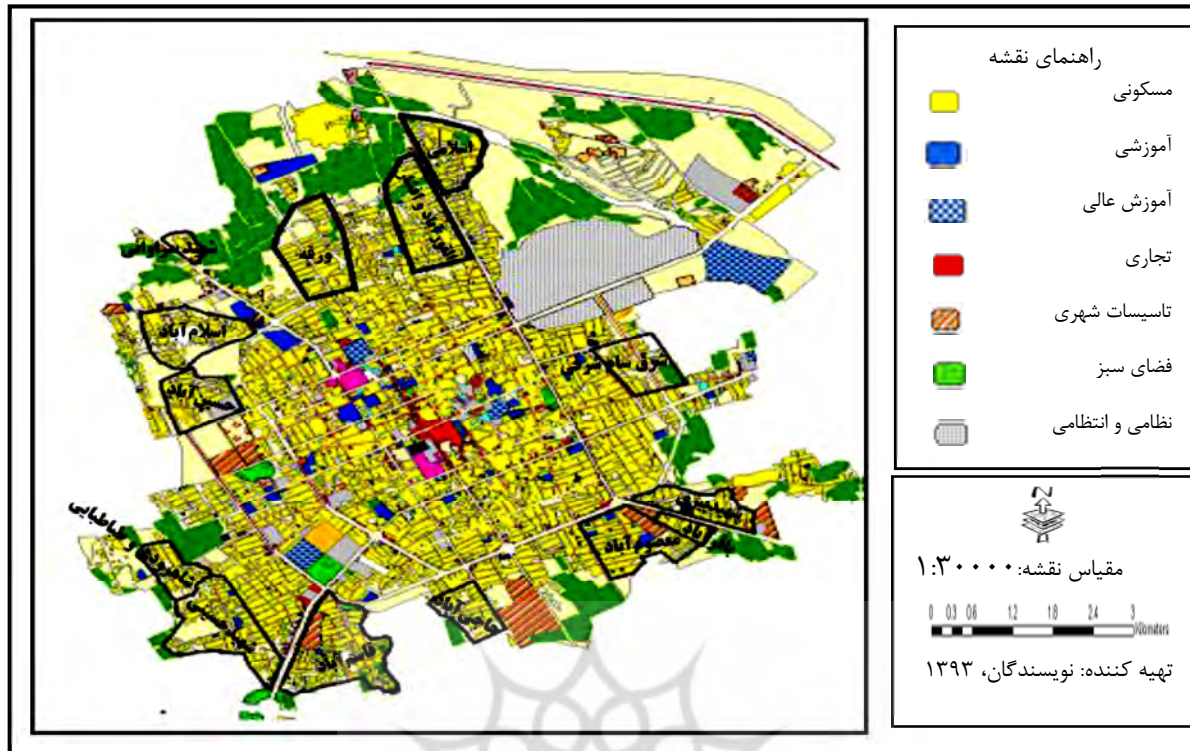 راهنمای نقشه
مسکونی
آموزشی
آموزش عالی
تجاری
تاسیسات شهری
فضای سبز
نظامی و انتظامی
N
مقیاس نقشه: ۱:۳۰۰۰۰
0 0.3 0.6 1.2 1.8 2.4 3
Kilometers
تهیه کننده: نویسندگان، ۱۳۹۳
ورقه
اسلام آباد
حسین آباد
معصوم آباد
حاجی آباد
قاسم آباد